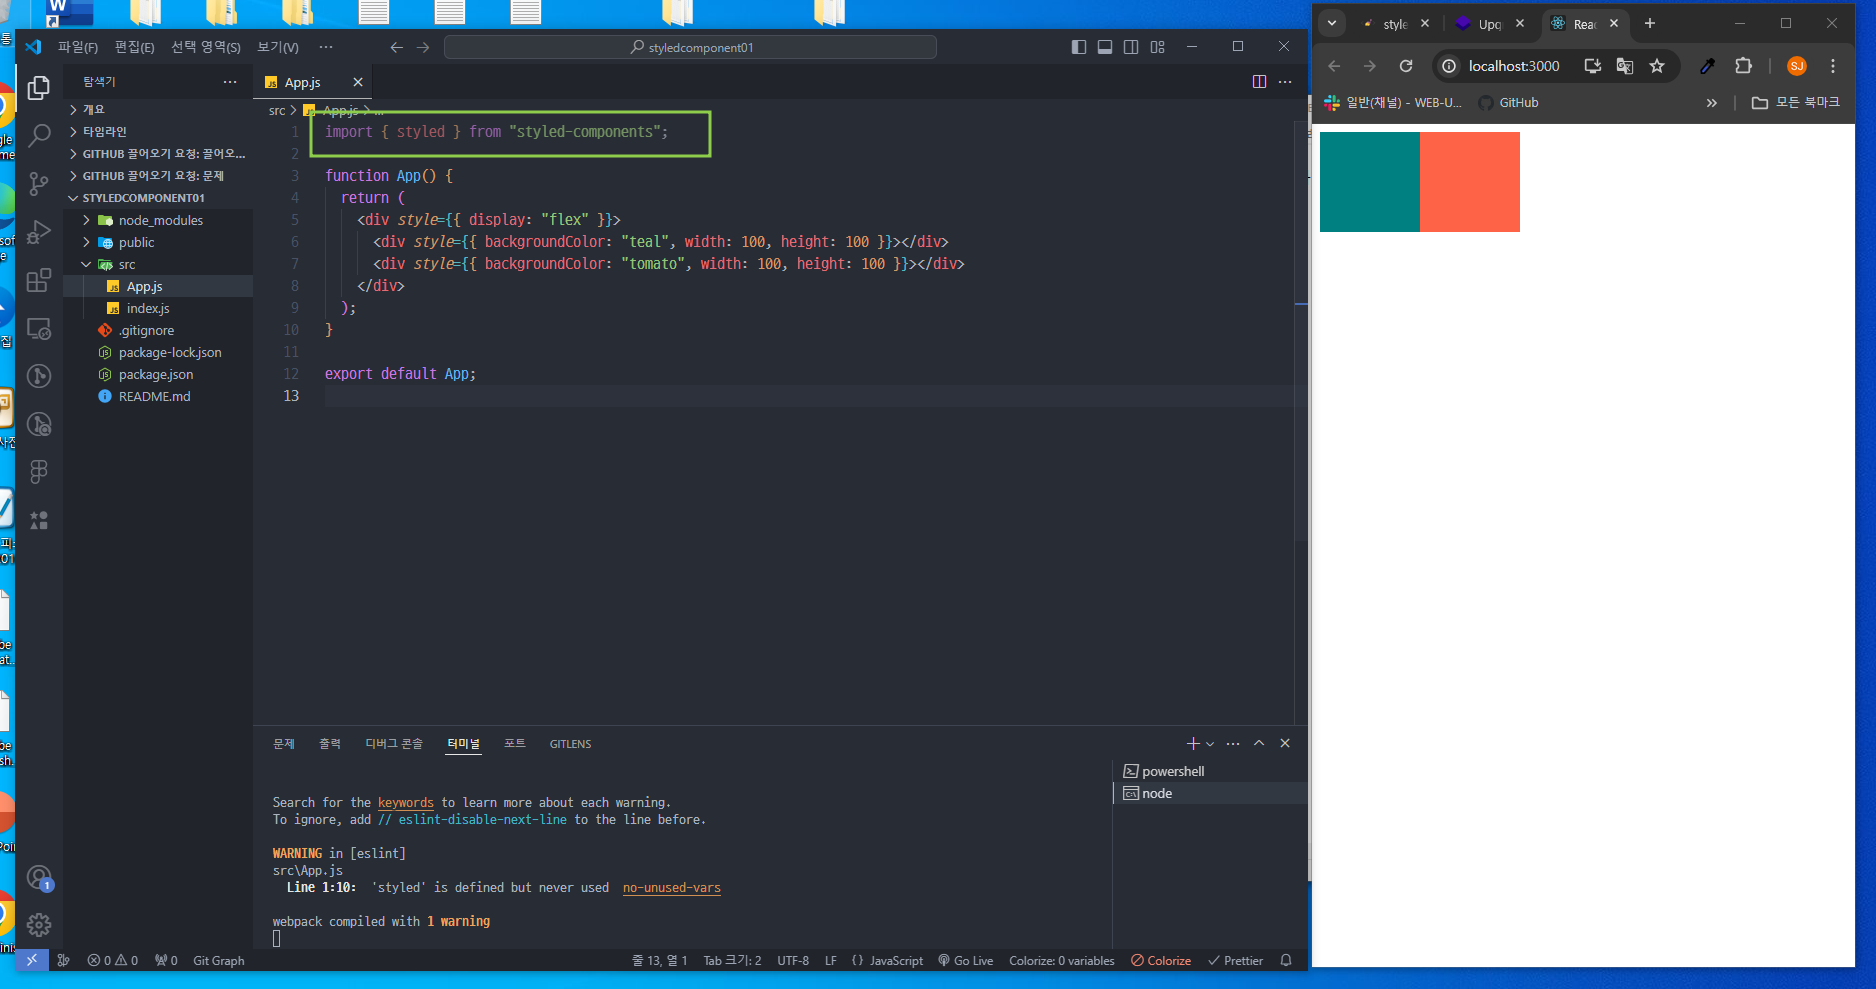 파일(F) 편집(E) 선택 영역(S) 보기(V) ··· styledcomponent01
탐색기 ···
개요
타임라인
GITHUB 끌어오기 요청: 끌어오...
GITHUB 끌어오기 요청: 문제
STYLEDCOMPONENT01
node_modules
public
src
App.js
index.js
.gitignore
package-lock.json
package.json
README.md
App.js
src > App.js > ...
1 import { styled } from "styled-components";
2
3 function App() {
4 return (
5 <div style={{ display: "flex" }}>
6 <div style={{ backgroundColor: "teal", width: 100, height: 100 }}></div>
7 <div style={{ backgroundColor: "tomato", width: 100, height: 100 }}></div>
8 </div>
9 );
10 }
11
12 export default App;
13
문제 출력 디버그 콘솔 터미널 포트 GITLENS
Search for the keywords to learn more about each warning.
To ignore, add // eslint-disable-next-line to the line before.
WARNING in [eslint]
src\App.js
Line 1:10: 'styled' is defined but never used no-unused-vars
webpack compiled with 1 warning
powershell
node
0 0 0 Git Graph 줄 13, 열 1 Tab 크기: 2 UTF-8 LF {} JavaScript Go Live Colorize: 0 variables Colorize Prettier
style Upg Rea
localhost:3000 SJ
일반(채널) - WEB-U... GitHub » 모든 북마크